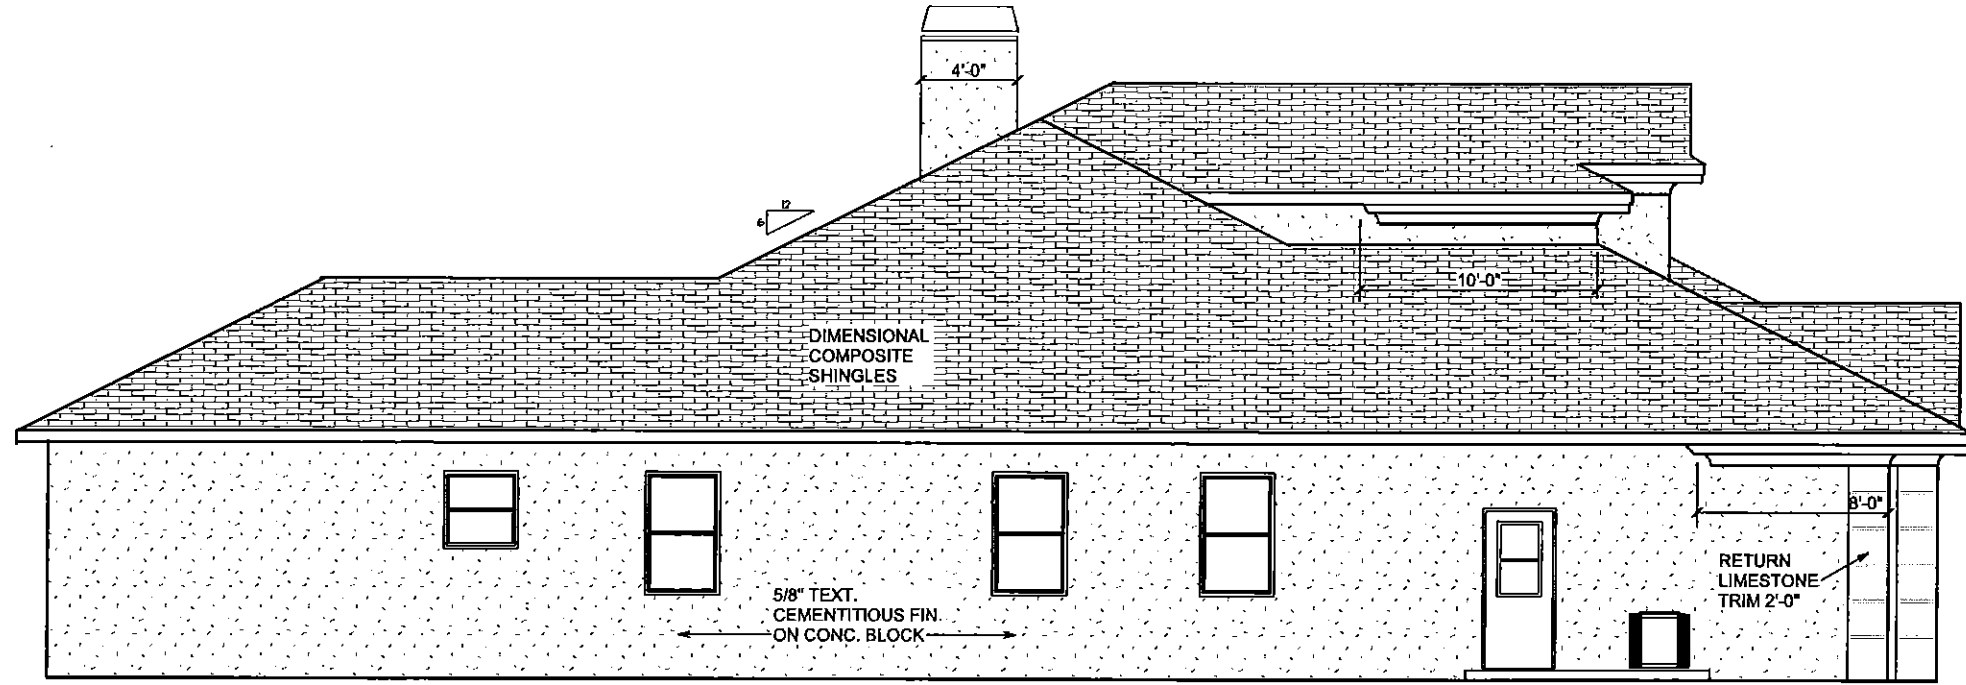 4'-0"
12
6
10'-0"
DIMENSIONAL
COMPOSITE
SHINGLES
8'-0"
RETURN
LIMESTONE
TRIM 2'-0"
5/8" TEXT.
CEMENTITIOUS FIN.
ON CONC. BLOCK